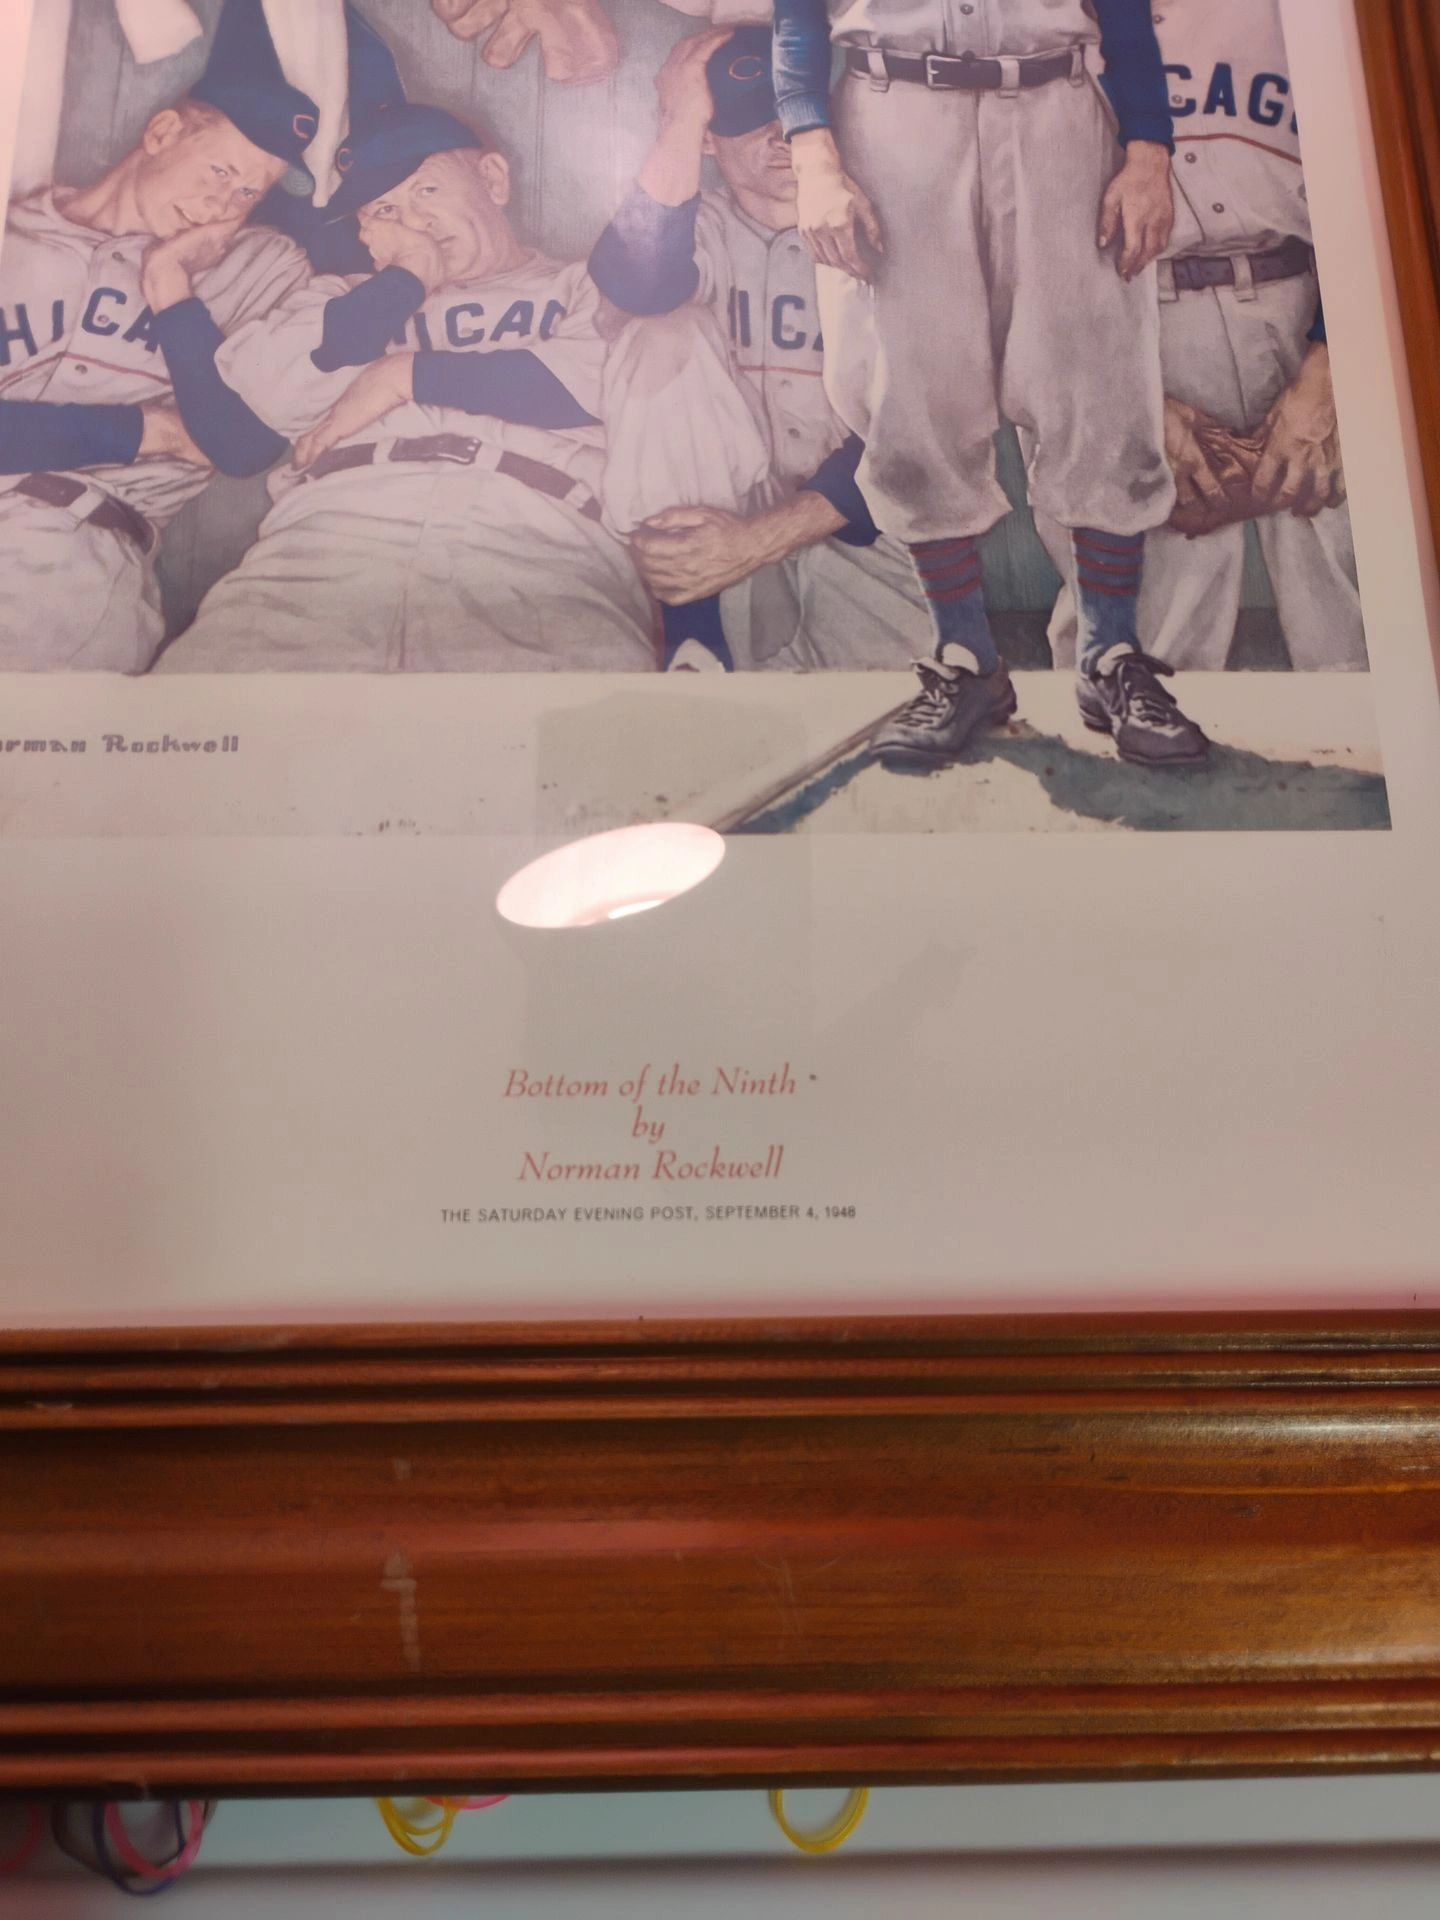 C
C
C
CAG
HICA
ICAG
HICA
rman Rockwell
Bottom of the Ninth
by
Norman Rockwell
THE SATURDAY EVENING POST, SEPTEMBER 4, 1948